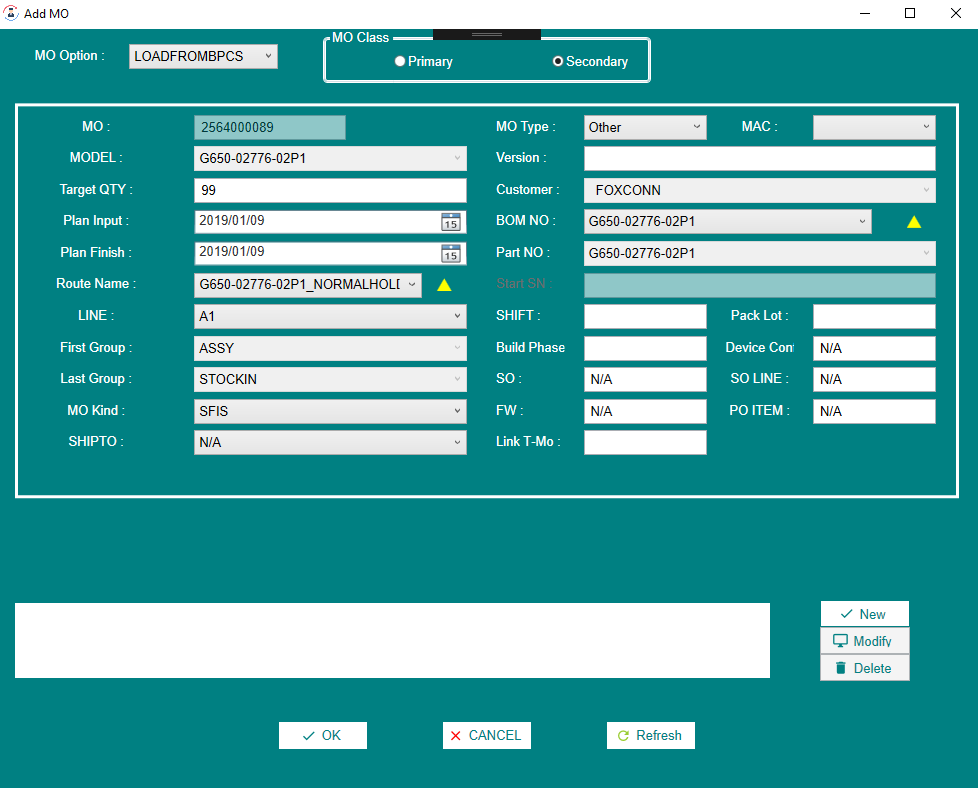 Add MO
MO Option : LOADFROMBPCS
MO Class
Primary Secondary
MO : 2564000089 MO Type : Other MAC :
MODEL : G650-02776-02P1 Version :
Target QTY : 99 Customer : FOXCONN
Plan Input : 2019/01/09 15 BOM NO : G650-02776-02P1
Plan Finish : 2019/01/09 15 Part NO : G650-02776-02P1
Route Name : G650-02776-02P1_NORMALHOLD Start SN :
LINE : A1 SHIFT : Pack Lot :
First Group : ASSY Build Phase Device Cont N/A
Last Group : STOCKIN SO : N/A SO LINE : N/A
MO Kind : SFIS FW : N/A PO ITEM : N/A
SHIPTO : N/A Link T-Mo :
New
Modify
Delete
OK CANCEL Refresh